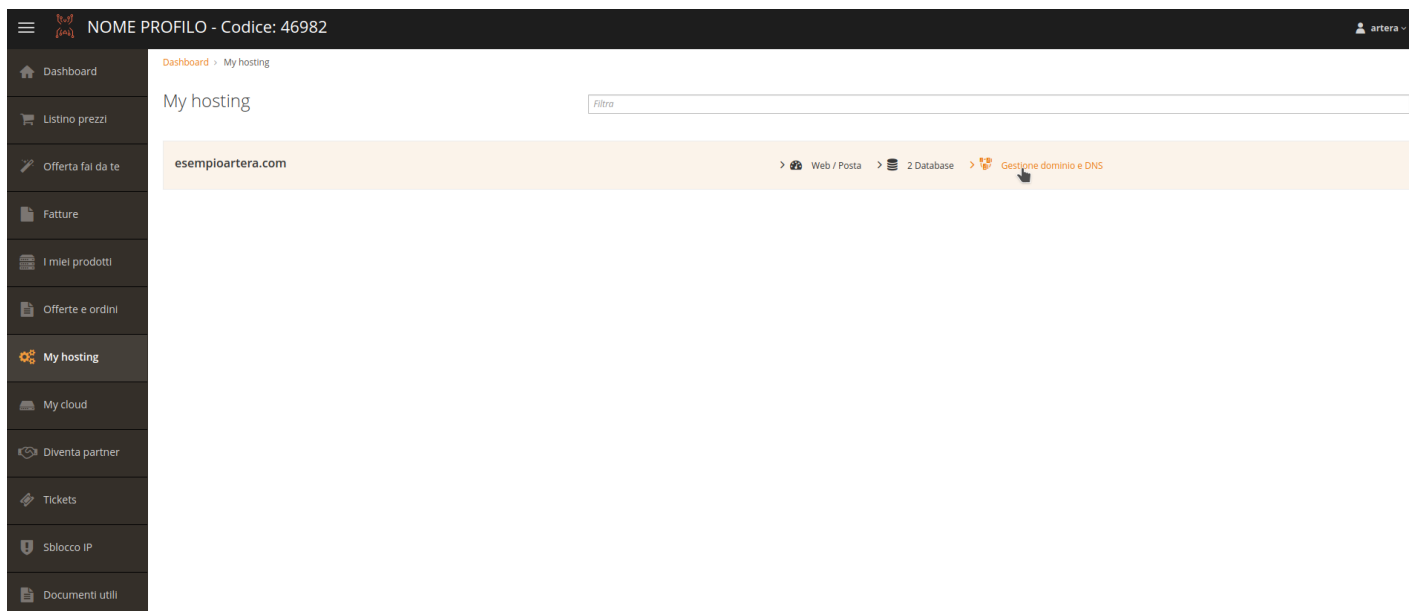 NOME PROFILO - Codice: 46982
artera
Dashboard
Listino prezzi
Offerta fai da te
Fatture
I miei prodotti
Offerte e ordini
My hosting
My cloud
Diventa partner
Tickets
Sblocco IP
Documenti utili
Dashboard › My hosting
My hosting
Filtra
esempioartera.com
Web / Posta
2 Database
Gestione dominio e DNS